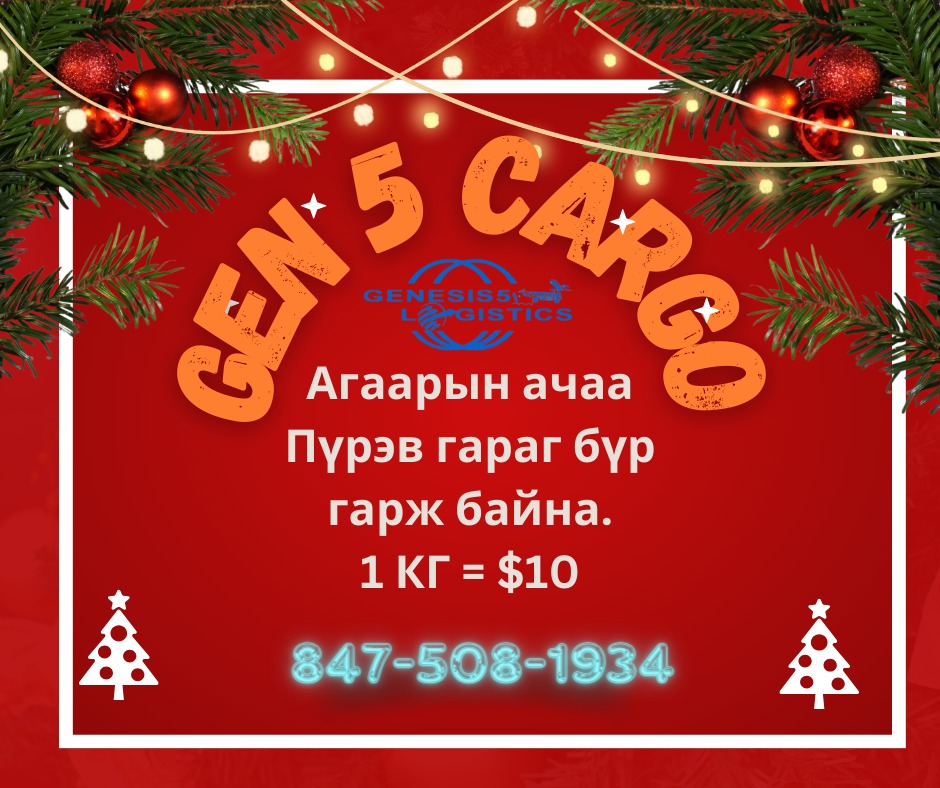 GEN 5 CARGO
GENESIS5
LOGISTICS
Агаарын ачаа
Пүрэв гараг бүр
гарж байна.
1 КГ = $10
847-508-1934